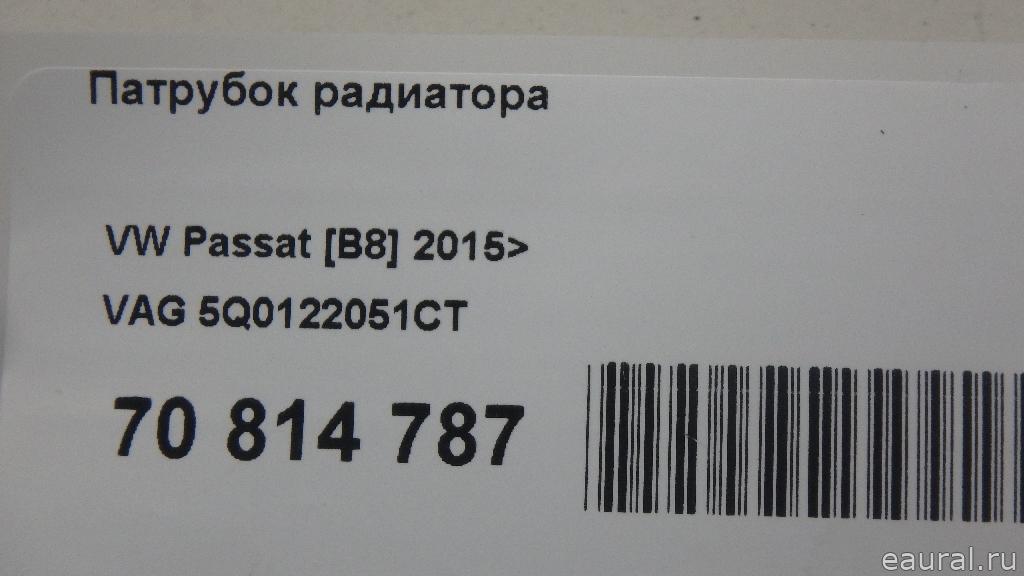 Патрубок радиатора
VW Passat [B8] 2015>
VAG 5Q0122051CT
70 814 787
eaural.ru